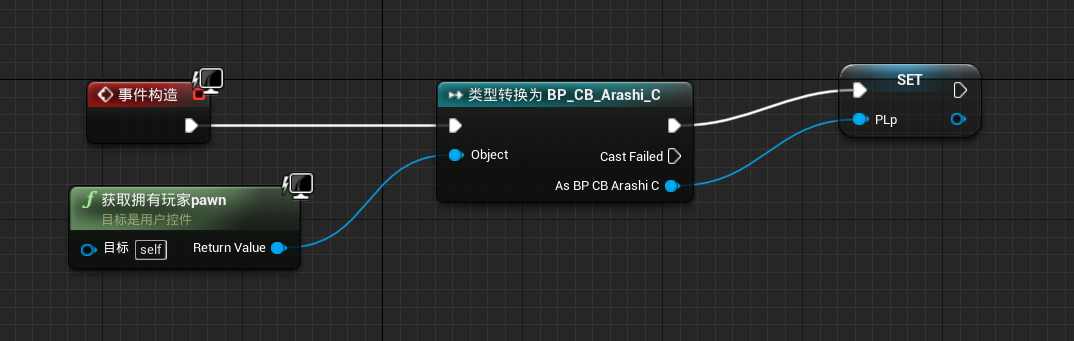 事件构造
类型转换为 BP_CB_Arashi_C
Object
Cast Failed
As BP CB Arashi C
SET
PLp
f 获取拥有玩家pawn
目标是用户控件
目标 self Return Value